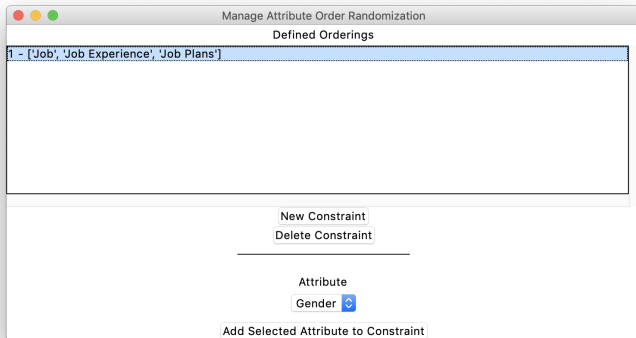 Manage Attribute Order Randomization
Defined Orderings
1 - ['Job', 'Job Experience', 'Job Plans']
New Constraint
Delete Constraint
Attribute
Gender
Add Selected Attribute to Constraint